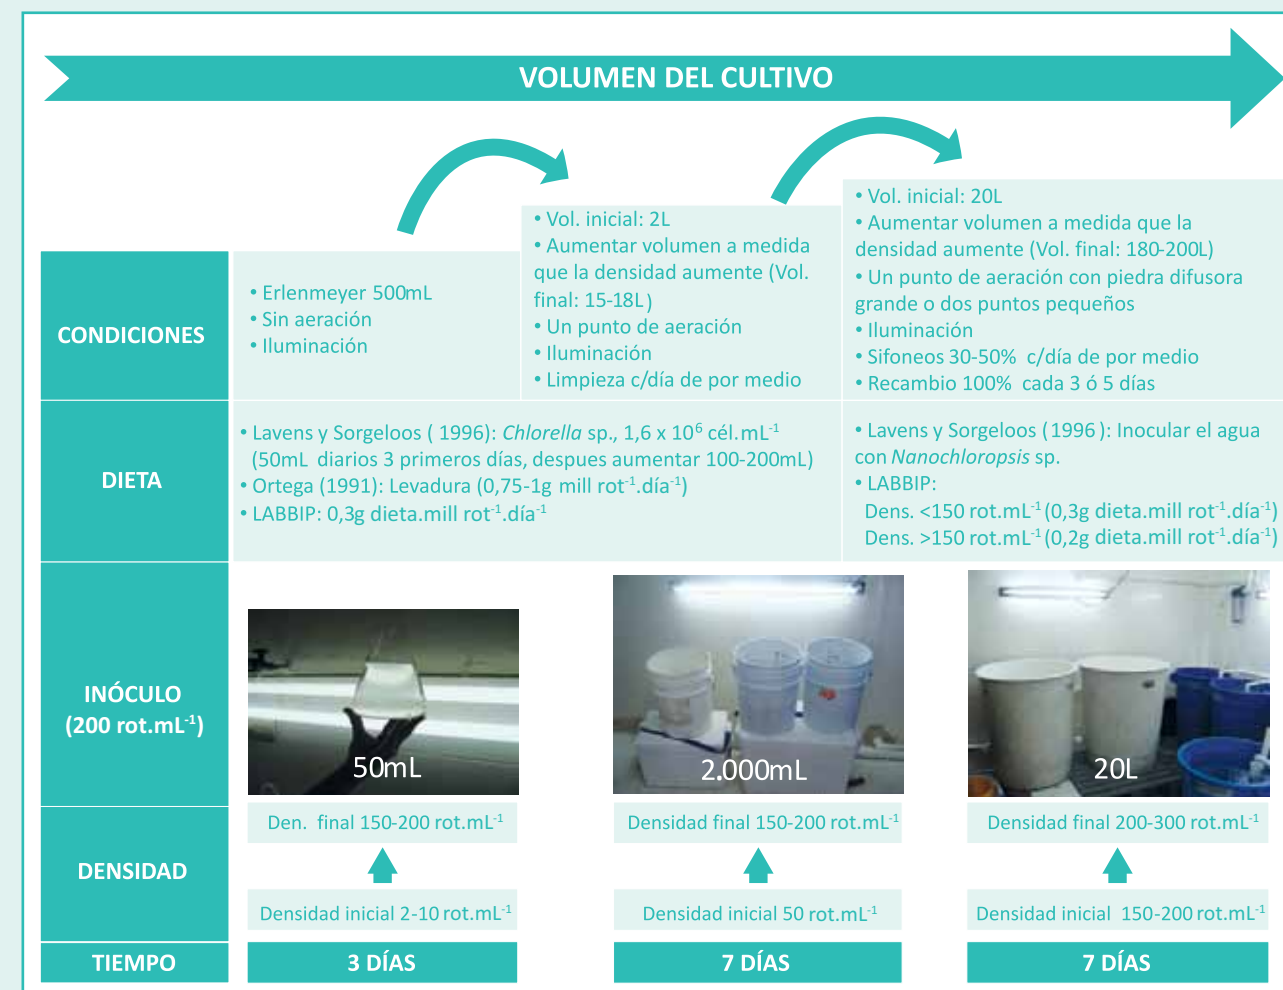 VOLUMEN DEL CULTIVO
CONDICIONES
• Erlenmeyer 500mL
• Sin aeración
• Iluminación
• Vol. inicial: 2L
• Aumentar volumen a medida
que la densidad aumente (Vol.
final: 15-18L)
• Un punto de aeración
• Iluminación
• Limpieza c/día de por medio
• Vol. inicial: 20L
• Aumentar volumen a medida que la
densidad aumente (Vol. final: 180-200L)
• Un punto de aeración con piedra difusora
grande o dos puntos pequeños
• Iluminación
• Sifoneos 30-50% c/día de por medio
• Recambio 100% cada 3 ó 5 días
DIETA
• Lavens y Sorgeloos ( 1996): Chlorella sp., 1,6 x 10⁶ cél.mL⁻¹
(50mL diarios 3 primeros días, despues aumentar 100-200mL)
• Ortega (1991): Levadura (0,75-1g mill rot⁻¹.día⁻¹)
• LABBIP: 0,3g dieta.mill rot⁻¹.día⁻¹
• Lavens y Sorgeloos (1996): Inocular el agua
con Nanochloropsis sp.
• LABBIP:
Dens. <150 rot.mL⁻¹ (0,3g dieta.mill rot⁻¹.día⁻¹)
Dens. >150 rot.mL⁻¹ (0,2g dieta.mill rot⁻¹.día⁻¹)
INÓCULO
(200 rot.mL⁻¹)
50mL
2.000mL
20L
DENSIDAD
Den. final 150-200 rot.mL⁻¹
Densidad final 150-200 rot.mL⁻¹
Densidad final 200-300 rot.mL⁻¹
Densidad inicial 2-10 rot.mL⁻¹
Densidad inicial 50 rot.mL⁻¹
Densidad inicial 150-200 rot.mL⁻¹
TIEMPO
3 DÍAS
7 DÍAS
7 DÍAS